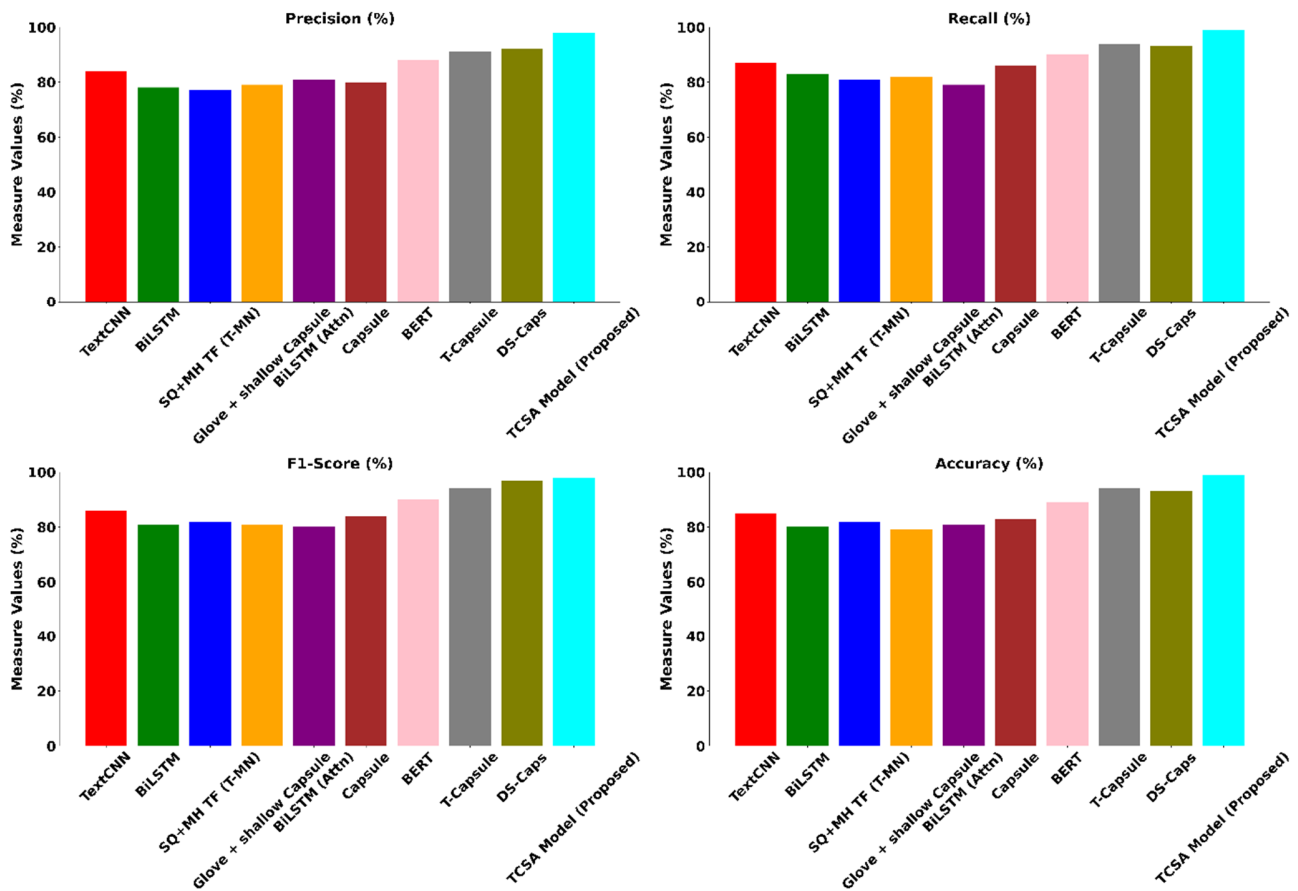 Precision (%)
Measure Values (%)
100
80
60
40
20
0
TextCNN
BiLSTM
SQ+MH TF (T-MN)
Glove + shallow Capsule
BiLSTM (Attn)
Capsule
BERT
T-Capsule
DS-Caps
TCSA Model (Proposed)
Recall (%)
Measure Values (%)
100
80
60
40
20
0
TextCNN
BiLSTM
SQ+MH TF (T-MN)
Glove + shallow Capsule
BiLSTM (Attn)
Capsule
BERT
T-Capsule
DS-Caps
TCSA Model (Proposed)
F1-Score (%)
Measure Values (%)
100
80
60
40
20
0
TextCNN
BiLSTM
SQ+MH TF (T-MN)
Glove + shallow Capsule
BiLSTM (Attn)
Capsule
BERT
T-Capsule
DS-Caps
TCSA Model (Proposed)
Accuracy (%)
Measure Values (%)
100
80
60
40
20
0
TextCNN
BiLSTM
SQ+MH TF (T-MN)
Glove + shallow Capsule
BiLSTM (Attn)
Capsule
BERT
T-Capsule
DS-Caps
TCSA Model (Proposed)